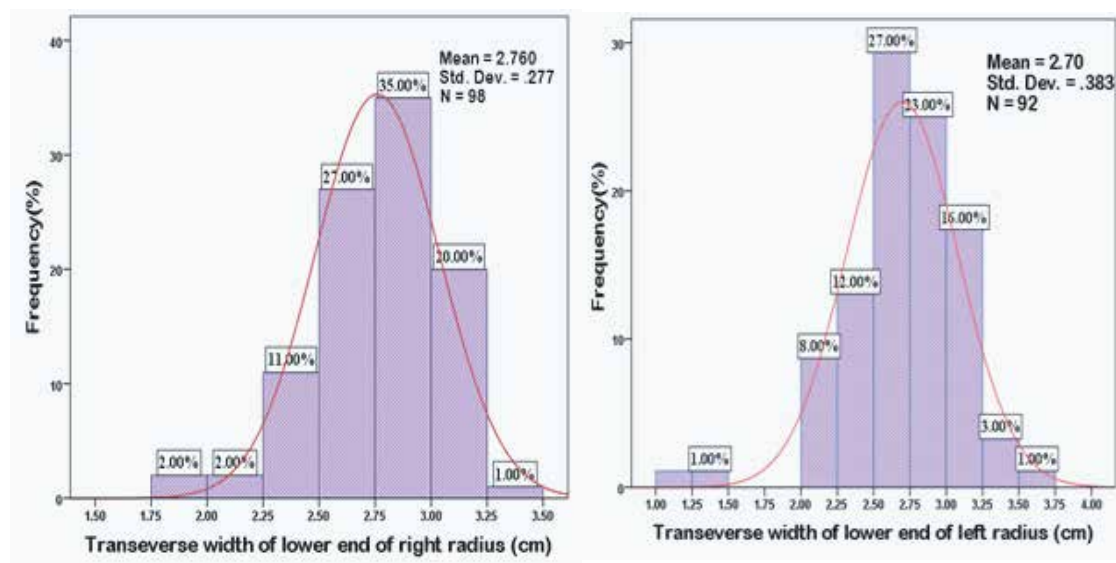 Frequency(%)
40
30
20
10
0
Mean = 2.760
Std. Dev. = .277
N = 98
2.00%
2.00%
11.00%
27.00%
35.00%
20.00%
1.00%
1.50 1.75 2.00 2.25 2.50 2.75 3.00 3.25 3.50
Transeverse width of lower end of right radius (cm)
Frequency(%)
30
20
10
0
Mean = 2.70
Std. Dev. = .383
N = 92
1.00%
8.00%
12.00%
27.00%
23.00%
16.00%
3.00%
1.00%
1.00 1.25 1.50 1.75 2.00 2.25 2.50 2.75 3.00 3.25 3.50 3.75 4.00
Transeverse width of lower end of left radius (cm)